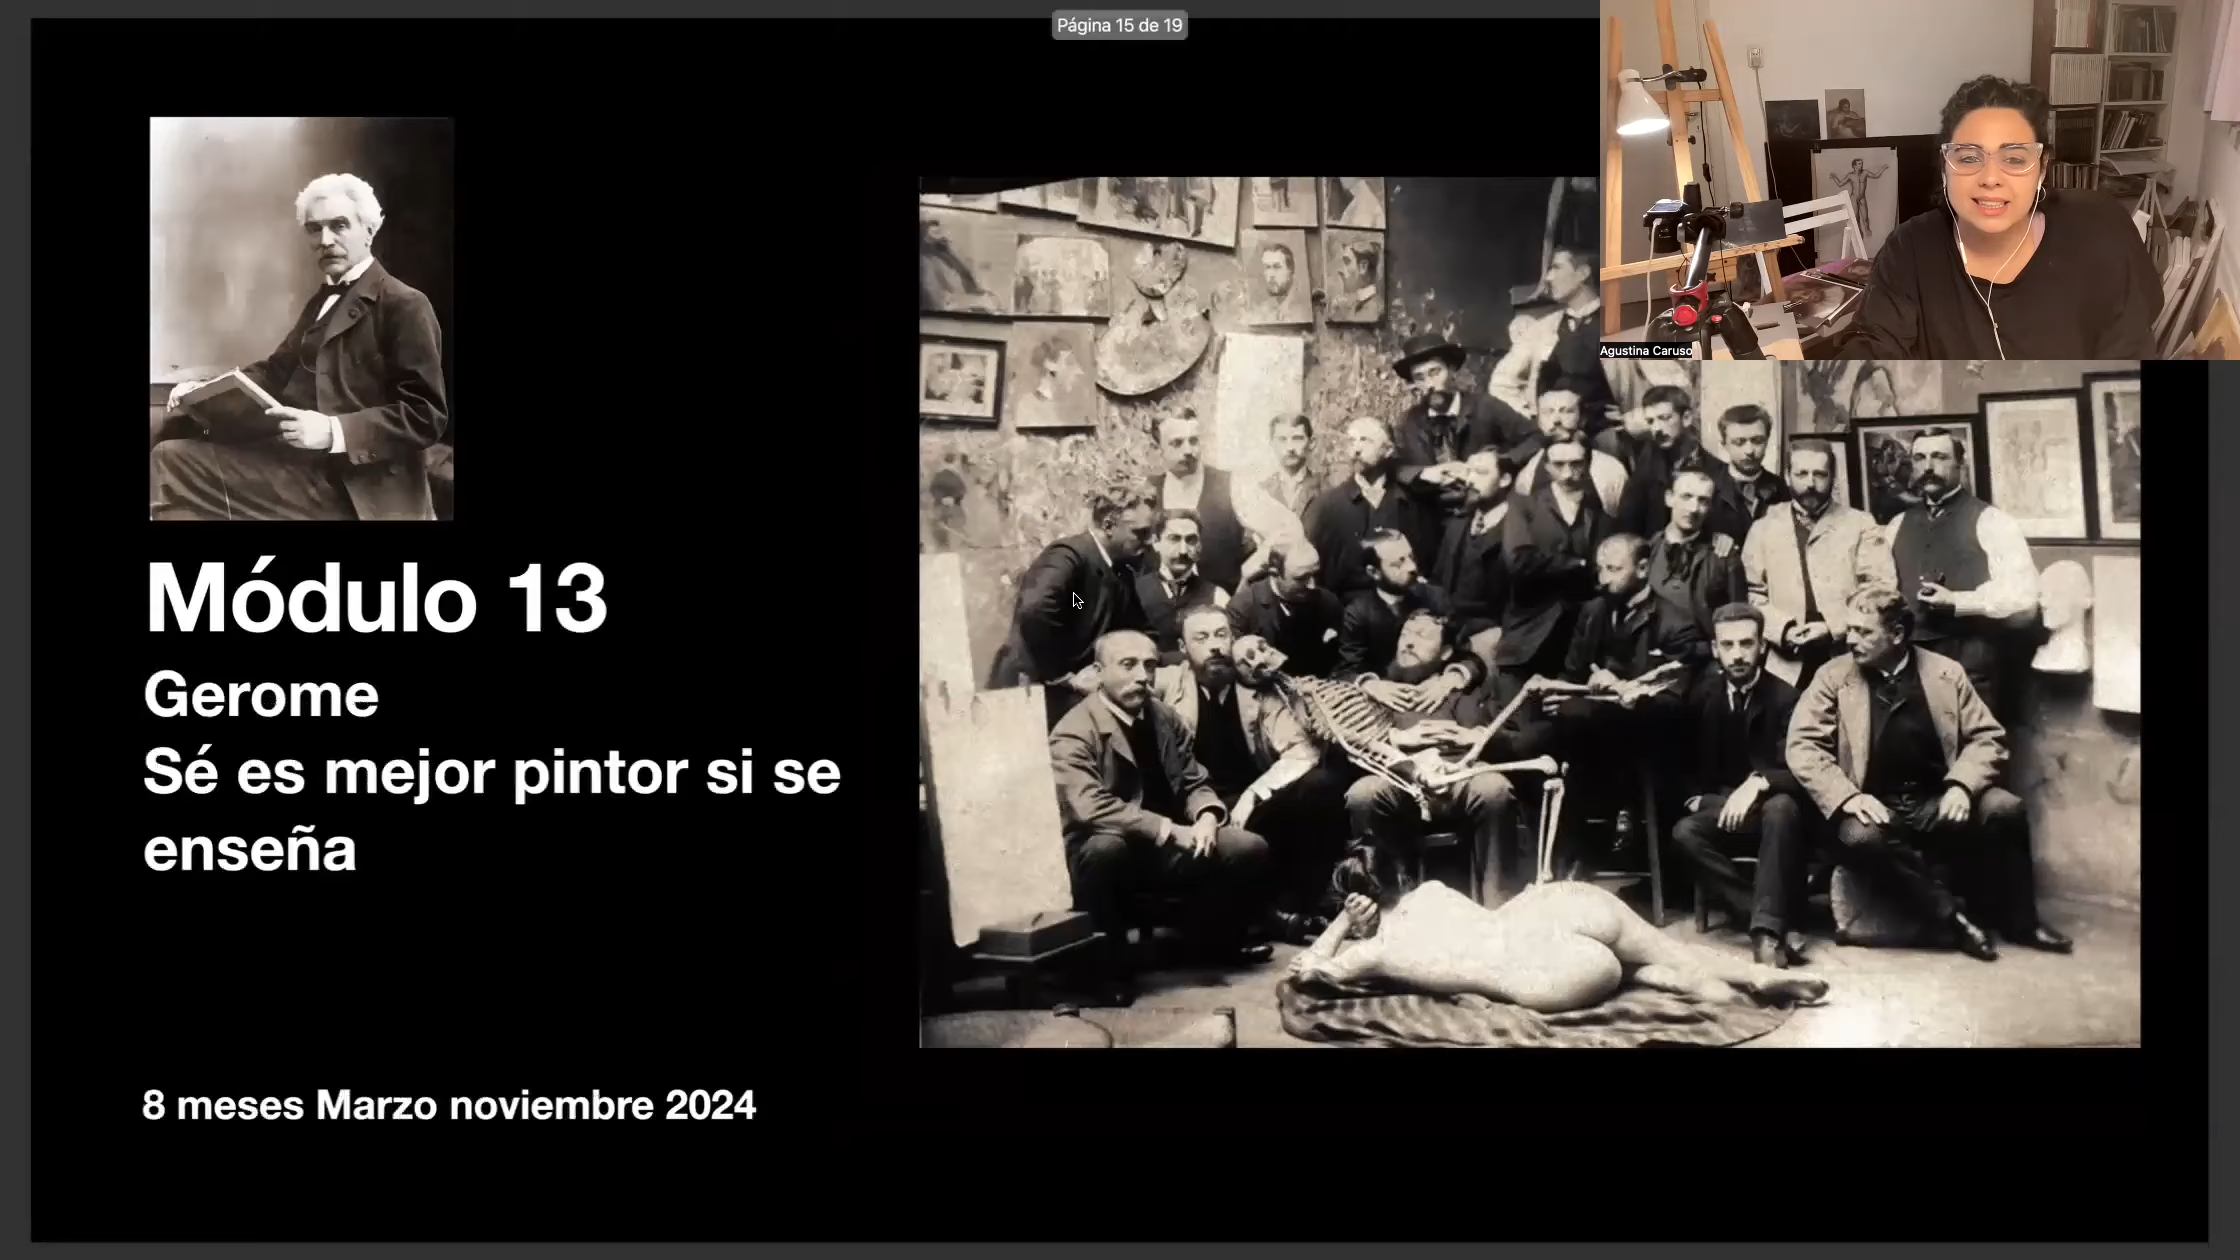 Página 15 de 19
Agustina Caruso
Módulo 13
Gerome
Sé es mejor pintor si se
enseña
8 meses Marzo noviembre 2024